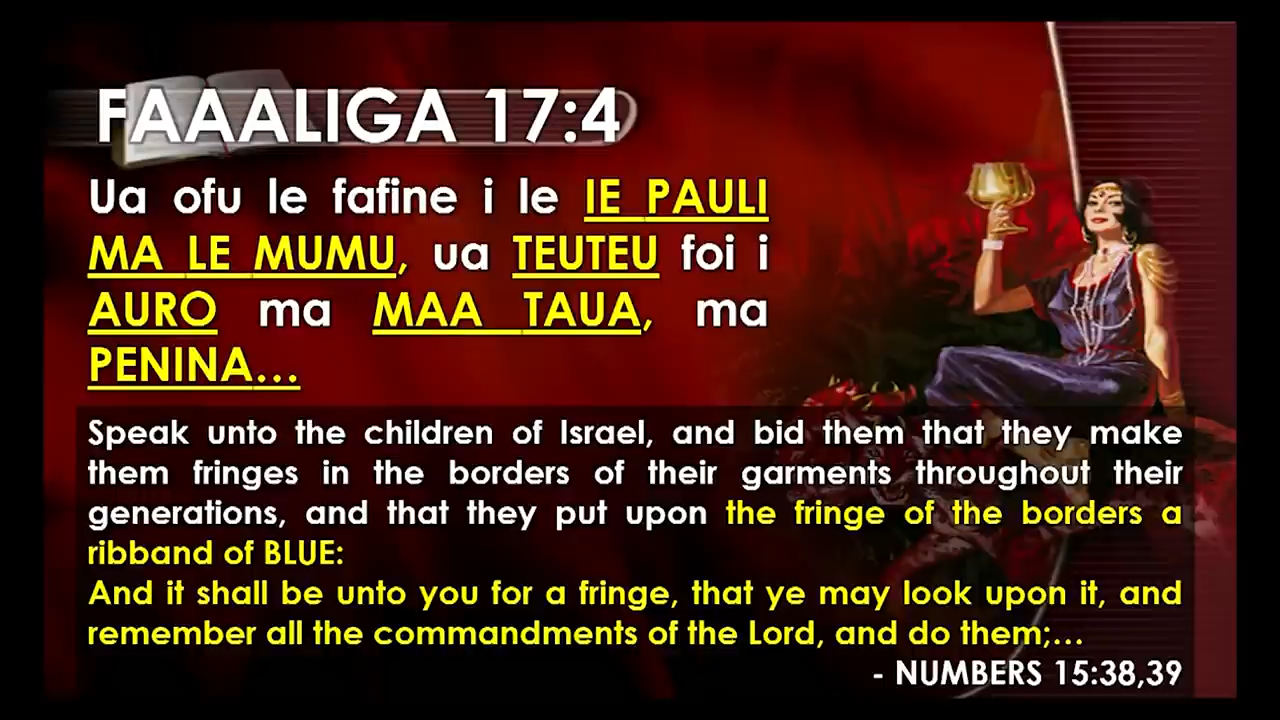 FAAALIGA 17:4
Ua ofu le fafine i le IE PAULI
MA LE MUMU, ua TEUTEU foi i
AURO ma MAA TAUA, ma
PENINA...
Speak unto the children of Israel, and bid them that they make
them fringes in the borders of their garments throughout their
generations, and that they put upon the fringe of the borders a
ribband of BLUE:
And it shall be unto you for a fringe, that ye may look upon it, and
remember all the commandments of the Lord, and do them;...
- NUMBERS 15:38,39